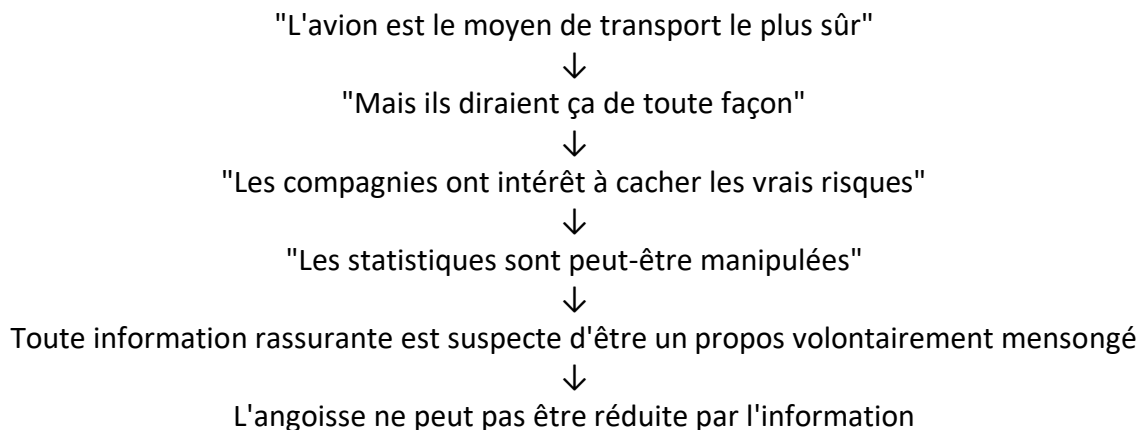 "L'avion est le moyen de transport le plus sûr"
↓
"Mais ils diraient ça de toute façon"
↓
"Les compagnies ont intérêt à cacher les vrais risques"
↓
"Les statistiques sont peut-être manipulées"
↓
Toute information rassurante est suspecte d'être un propos volontairement mensongé
↓
L'angoisse ne peut pas être réduite par l'information